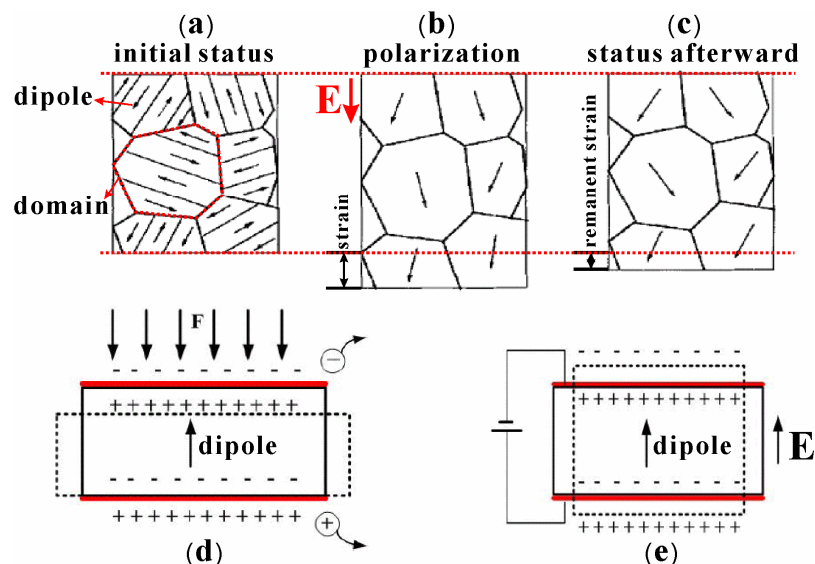 (a)
initial status
(b)
polarization
(c)
status afterward
dipole
domain
E
strain
remanent strain
F
- - - - - - - - - -
−
+ + + + + + + + + +
dipole
- - - - - - -
+ + + + + + + + + + +
+
(d)
- - - - - - -
+ + + + + + + + + + +
dipole
E
- - - - - - -
+ + + + + + + + + + +
(e)